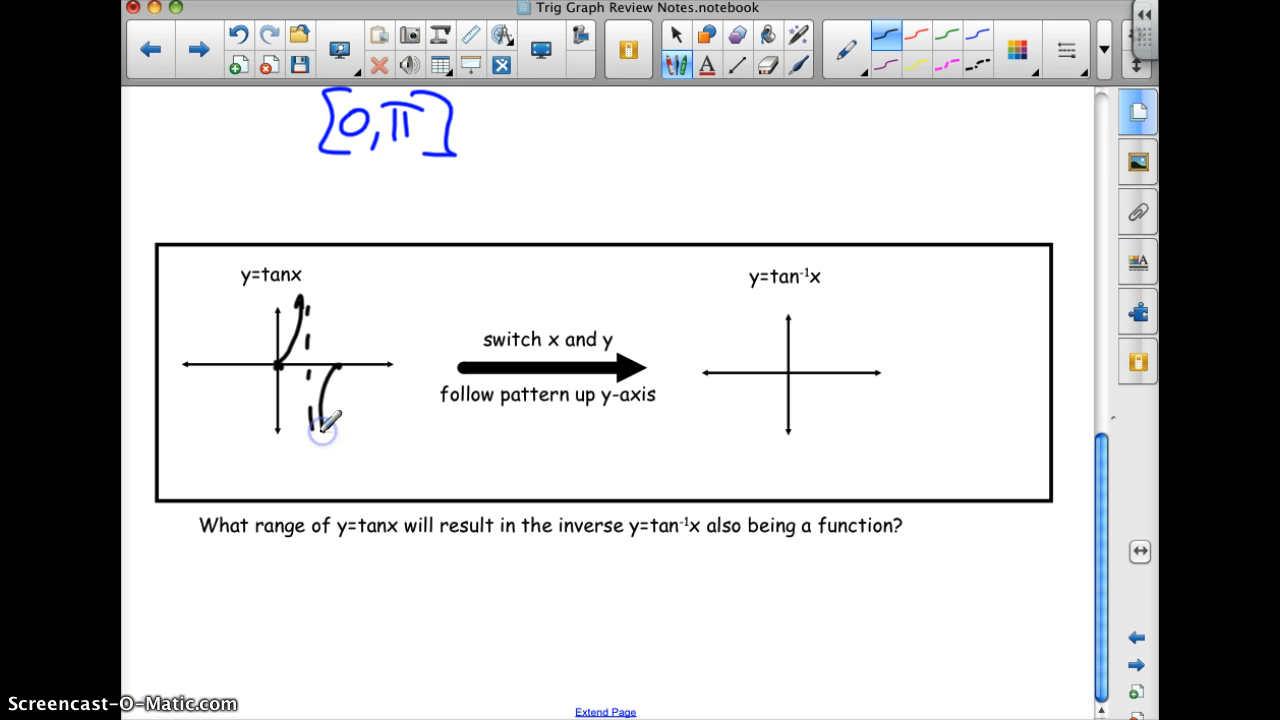 Trig Graph Review Notes.notebook
[0,π]
y=tanx
y=tan⁻¹x
switch x and y
follow pattern up y-axis
What range of y=tanx will result in the inverse y=tan⁻¹x also being a function?
Extend Page
Screencast-O-Matic.com